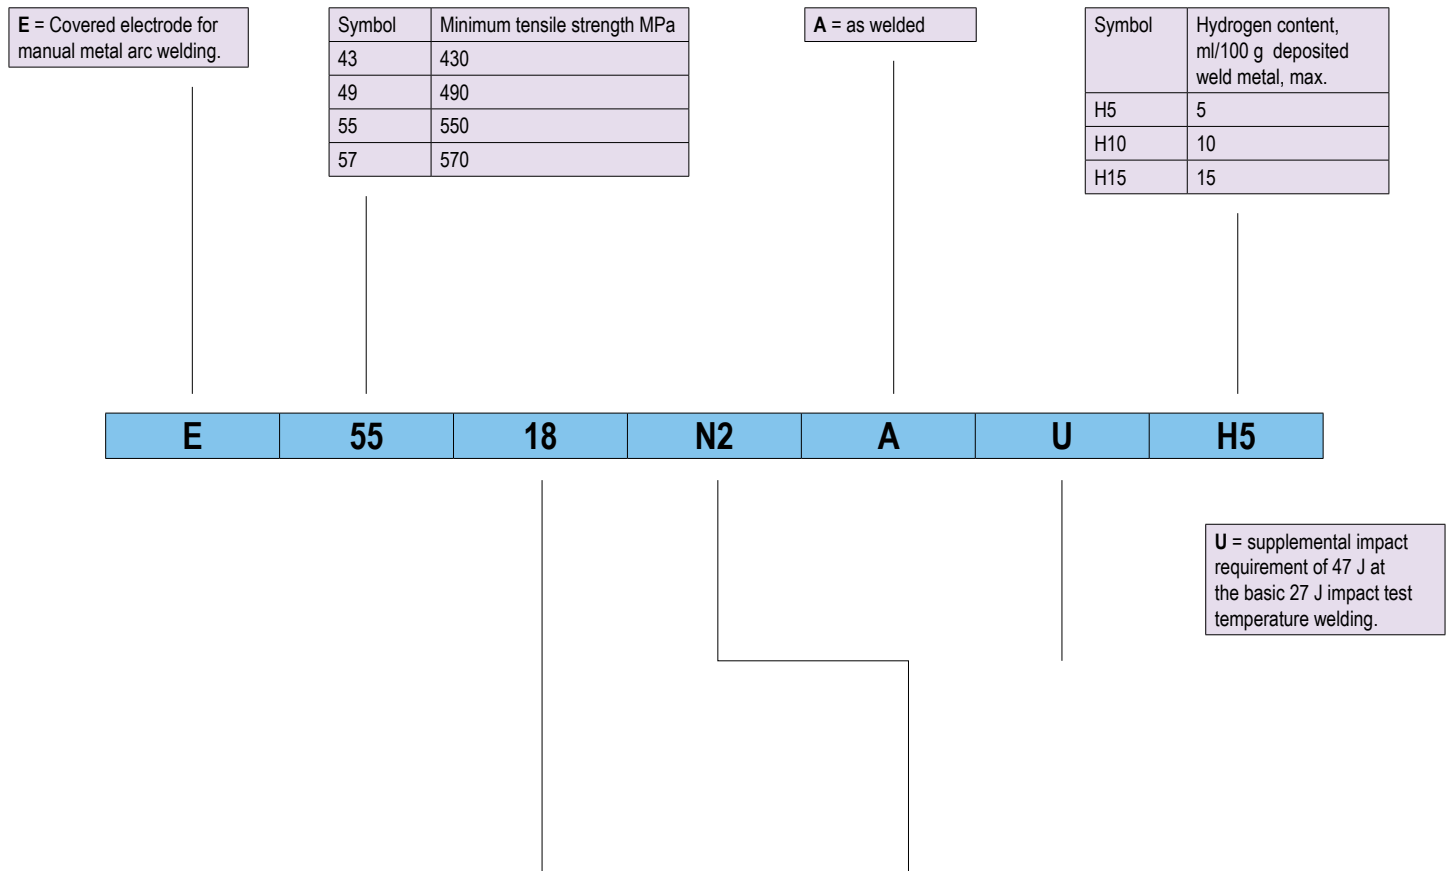 E = Covered electrode for
manual metal arc welding.
Symbol Minimum tensile strength MPa
43 430
49 490
55 550
57 570
A = as welded
Symbol Hydrogen content,
ml/100 g deposited
weld metal, max.
H5 5
H10 10
H15 15
E 55 18 N2 A U H5
U = supplemental impact
requirement of 47 J at
the basic 27 J impact test
temperature welding.